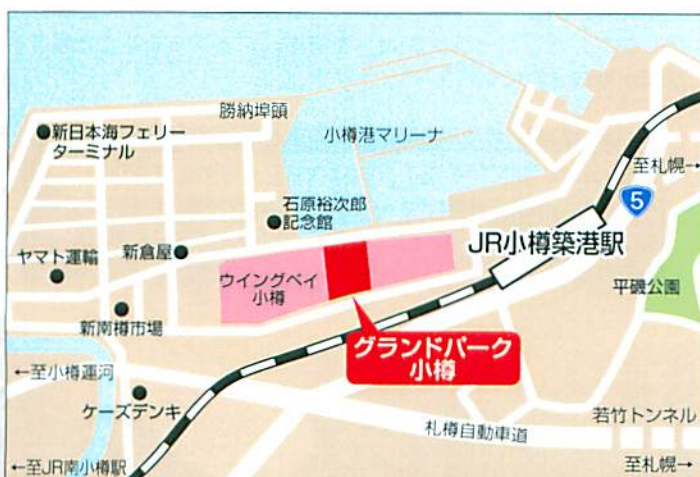 勝納埠頭
新日本海フェリー
ターミナル
小樽港マリーナ
至札幌→
5
石原裕次郎
記念館
JR小樽築港駅
新倉屋
ヤマト運輸
ウイングベイ
小樽
平磯公園
新南樽市場
グランドパーク
小樽
←至小樽運河
ケーズデンキ
若竹トンネル
札樽自動車道
←至JR南小樽駅
至札幌→